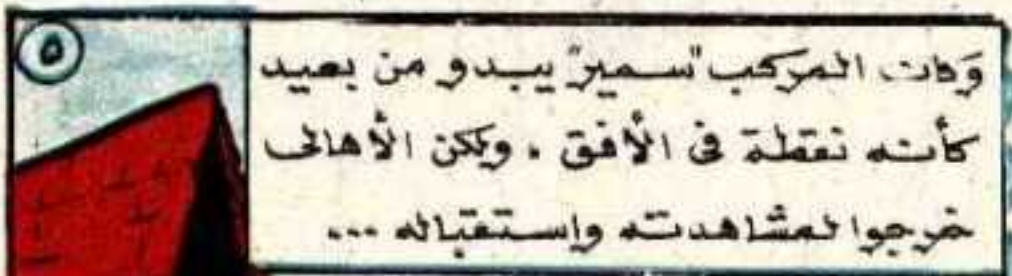 ٥
وكان المركب "سمير" يبدو من بعيد
كأنه نقطة فى الأفق . ولكن الأهالى
خرجوا لمشاهدته واستقباله ...